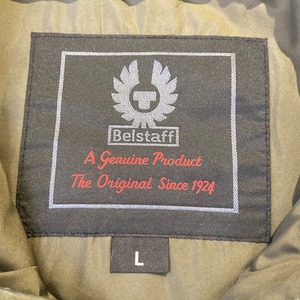 Belstaff
A Genuine Product
The Original Since 1924
L